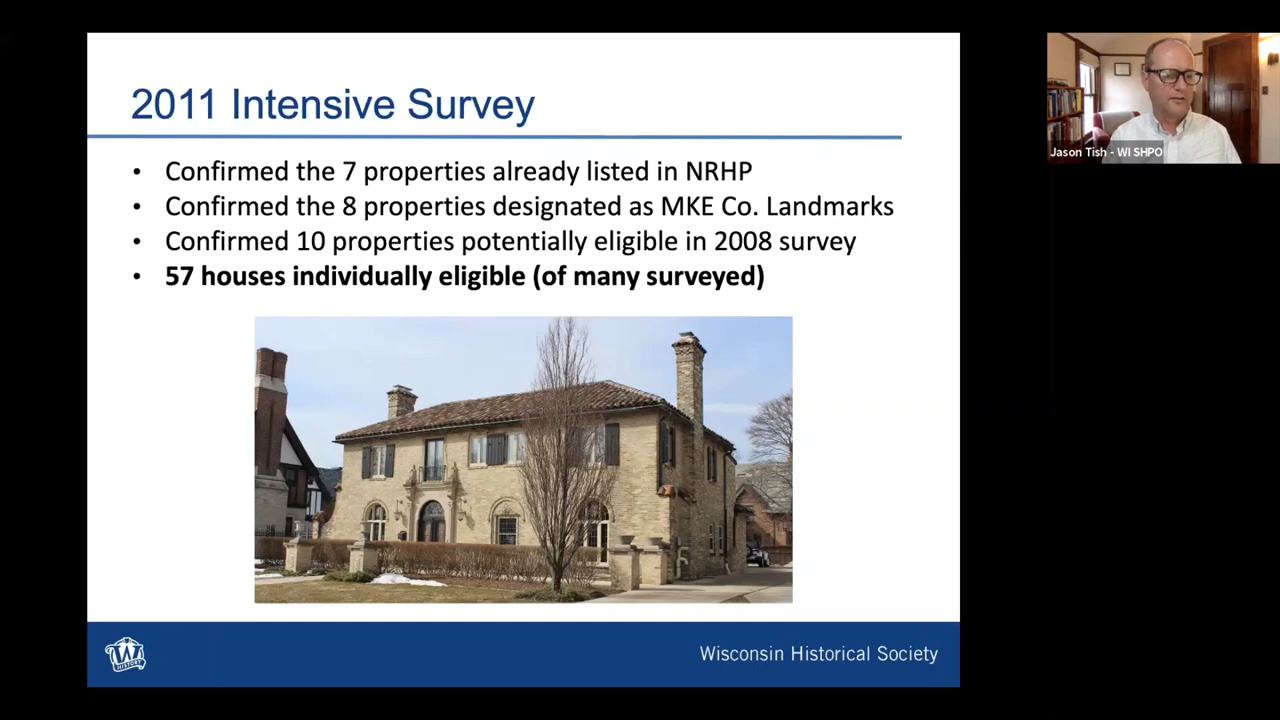 2011 Intensive Survey
• Confirmed the 7 properties already listed in NRHP
• Confirmed the 8 properties designated as MKE Co. Landmarks
• Confirmed 10 properties potentially eligible in 2008 survey
• 57 houses individually eligible (of many surveyed)
W
HISTORY
Wisconsin Historical Society
Jason Tish - WI SHPO